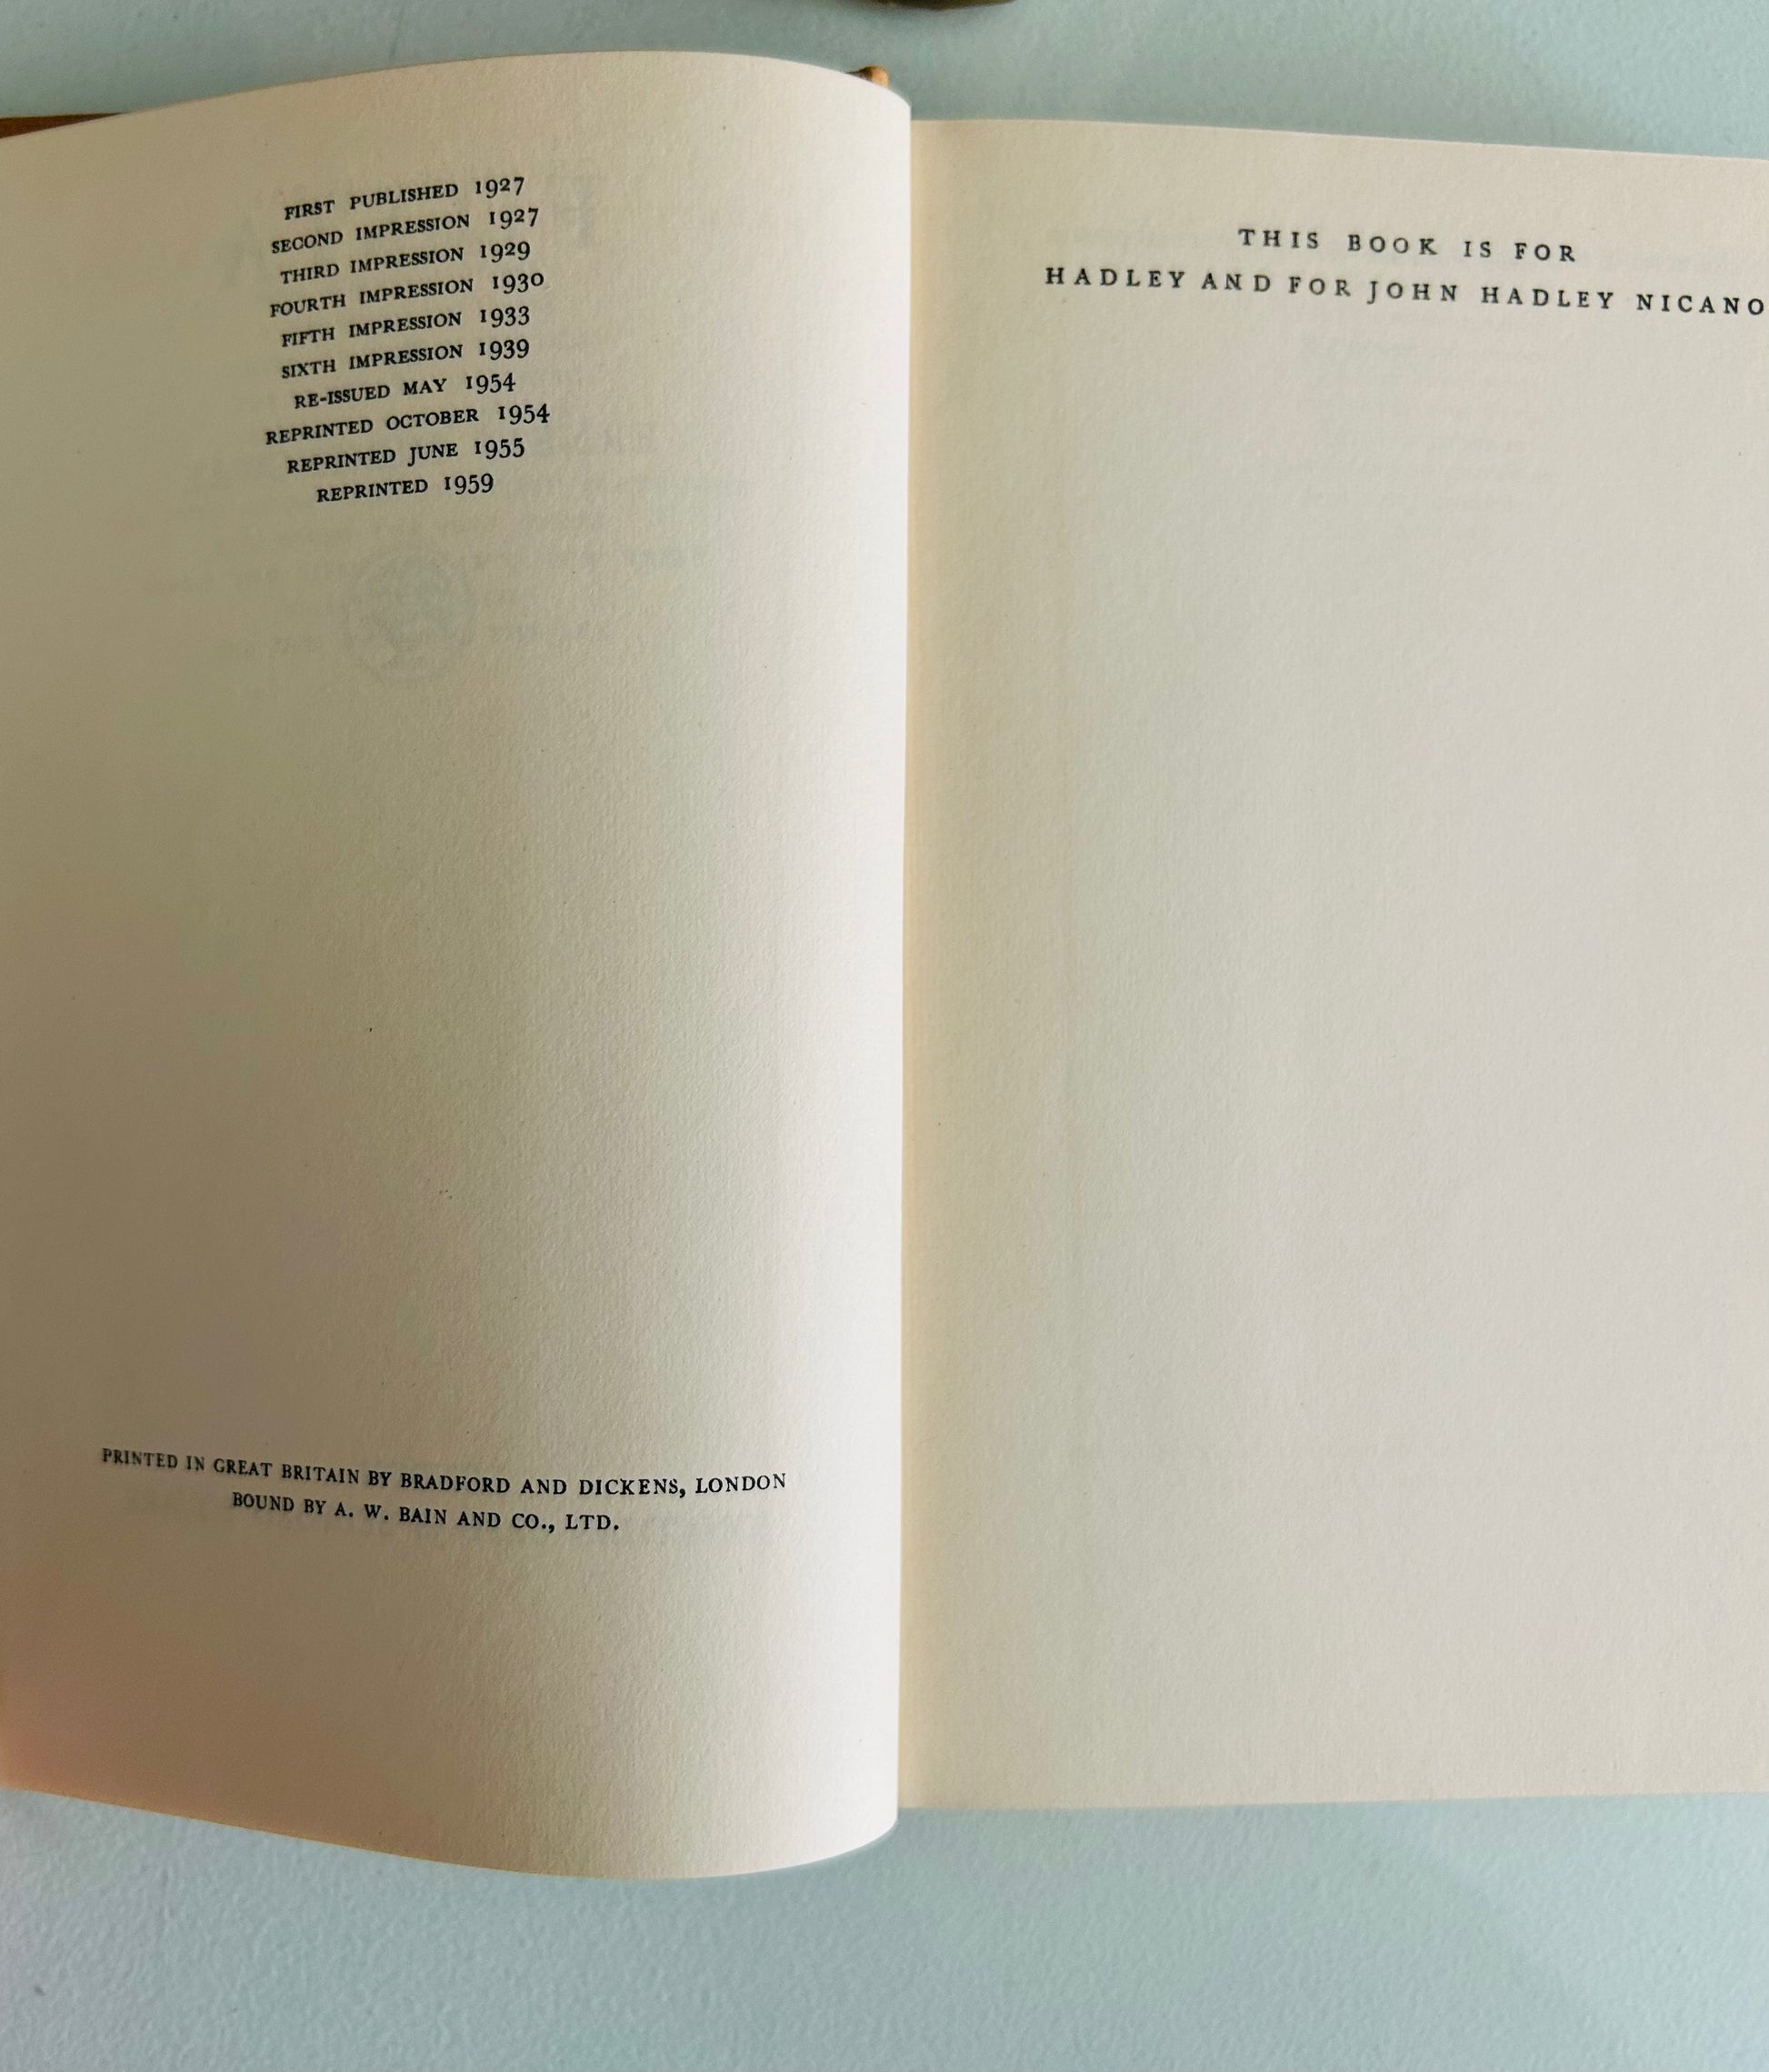 FIRST PUBLISHED 1927
SECOND IMPRESSION 1927
THIRD IMPRESSION 1929
FOURTH IMPRESSION 1930
FIFTH IMPRESSION 1933
SIXTH IMPRESSION 1939
RE-ISSUED MAY 1954
REPRINTED OCTOBER 1954
REPRINTED JUNE 1955
REPRINTED 1959
PRINTED IN GREAT BRITAIN BY BRADFORD AND DICKENS, LONDON
BOUND BY A. W. BAIN AND CO., LTD.
THIS BOOK IS FOR
HADLEY AND FOR JOHN HADLEY NICANO